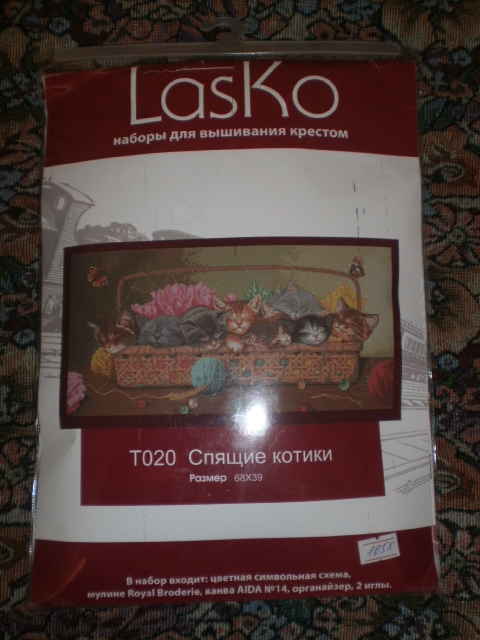 LasKo
наборы для вышивания крестом
T020 Спящие котики
Размер 68X39
В набор входит: цветная символьная схема,
мулине Royal Broderie, канва AIDA №14, органайзер, 2 иглы.